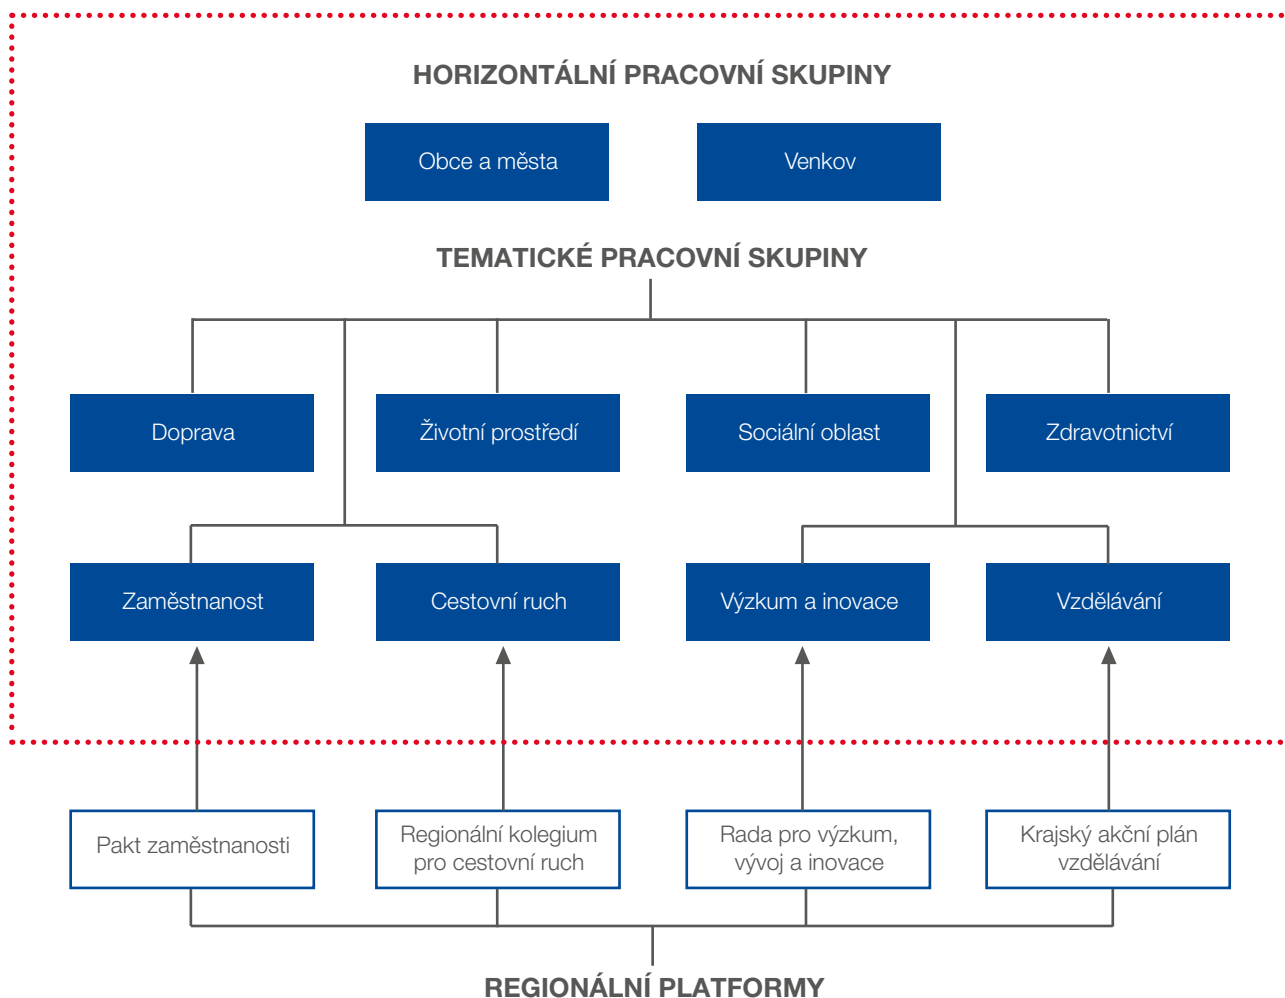 HORIZONTÁLNÍ PRACOVNÍ SKUPINY
Obce a města
Venkov
TEMATICKÉ PRACOVNÍ SKUPINY
Doprava
Životní prostředí
Sociální oblast
Zdravotnictví
Zaměstnanost
Cestovní ruch
Výzkum a inovace
Vzdělávání
Pakt zaměstnanosti
Regionální kolegium
pro cestovní ruch
Rada pro výzkum,
vývoj a inovace
Krajský akční plán
vzdělávání
REGIONÁLNÍ PLATFORMY